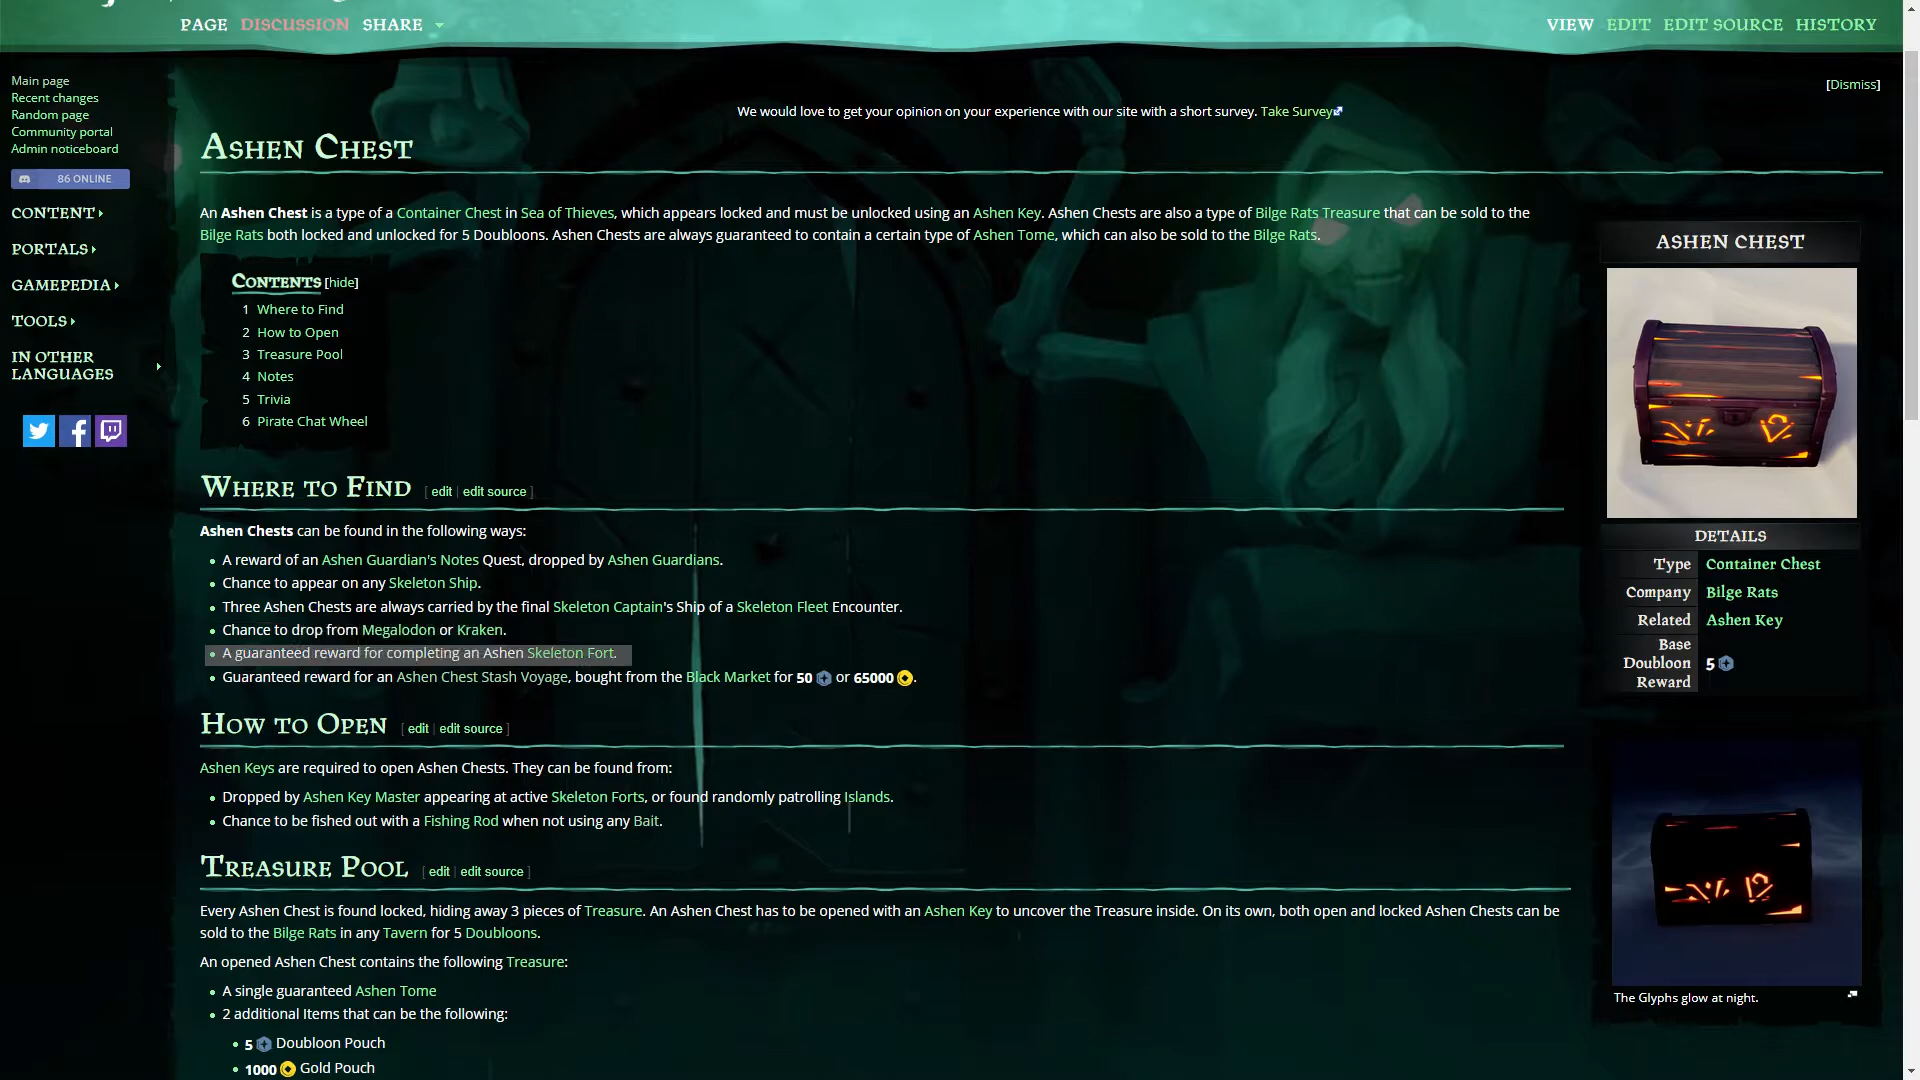 PAGE DISCUSSION SHARE
VIEW EDIT EDIT SOURCE HISTORY
Main page
Recent changes
Random page
Community portal
Admin noticeboard
86 ONLINE
CONTENT
PORTALS
GAMEPEDIA
TOOLS
IN OTHER
LANGUAGES
[Dismiss]
We would love to get your opinion on your experience with our site with a short survey. Take Survey
ASHEN CHEST
An Ashen Chest is a type of a Container Chest in Sea of Thieves, which appears locked and must be unlocked using an Ashen Key. Ashen Chests are also a type of Bilge Rats Treasure that can be sold to the
Bilge Rats both locked and unlocked for 5 Doubloons. Ashen Chests are always guaranteed to contain a certain type of Ashen Tome, which can also be sold to the Bilge Rats.
CONTENTS [hide]
1 Where to Find
2 How to Open
3 Treasure Pool
4 Notes
5 Trivia
6 Pirate Chat Wheel
WHERE TO FIND [ edit | edit source ]
Ashen Chests can be found in the following ways:
A reward of an Ashen Guardian's Notes Quest, dropped by Ashen Guardians.
Chance to appear on any Skeleton Ship.
Three Ashen Chests are always carried by the final Skeleton Captain's Ship of a Skeleton Fleet Encounter.
Chance to drop from Megalodon or Kraken.
A guaranteed reward for completing an Ashen Skeleton Fort.
Guaranteed reward for an Ashen Chest Stash Voyage, bought from the Black Market for 50 or 65000 .
HOW TO OPEN [ edit | edit source ]
Ashen Keys are required to open Ashen Chests. They can be found from:
Dropped by Ashen Key Master appearing at active Skeleton Forts, or found randomly patrolling Islands.
Chance to be fished out with a Fishing Rod when not using any Bait.
TREASURE POOL [ edit | edit source ]
Every Ashen Chest is found locked, hiding away 3 pieces of Treasure. An Ashen Chest has to be opened with an Ashen Key to uncover the Treasure inside. On its own, both open and locked Ashen Chests can be
sold to the Bilge Rats in any Tavern for 5 Doubloons.
An opened Ashen Chest contains the following Treasure:
A single guaranteed Ashen Tome
2 additional Items that can be the following:
5 Doubloon Pouch
1000 Gold Pouch
ASHEN CHEST
DETAILS
Type Container Chest
Company Bilge Rats
Related Ashen Key
Base
Doubloon
Reward 5
The Glyphs glow at night.